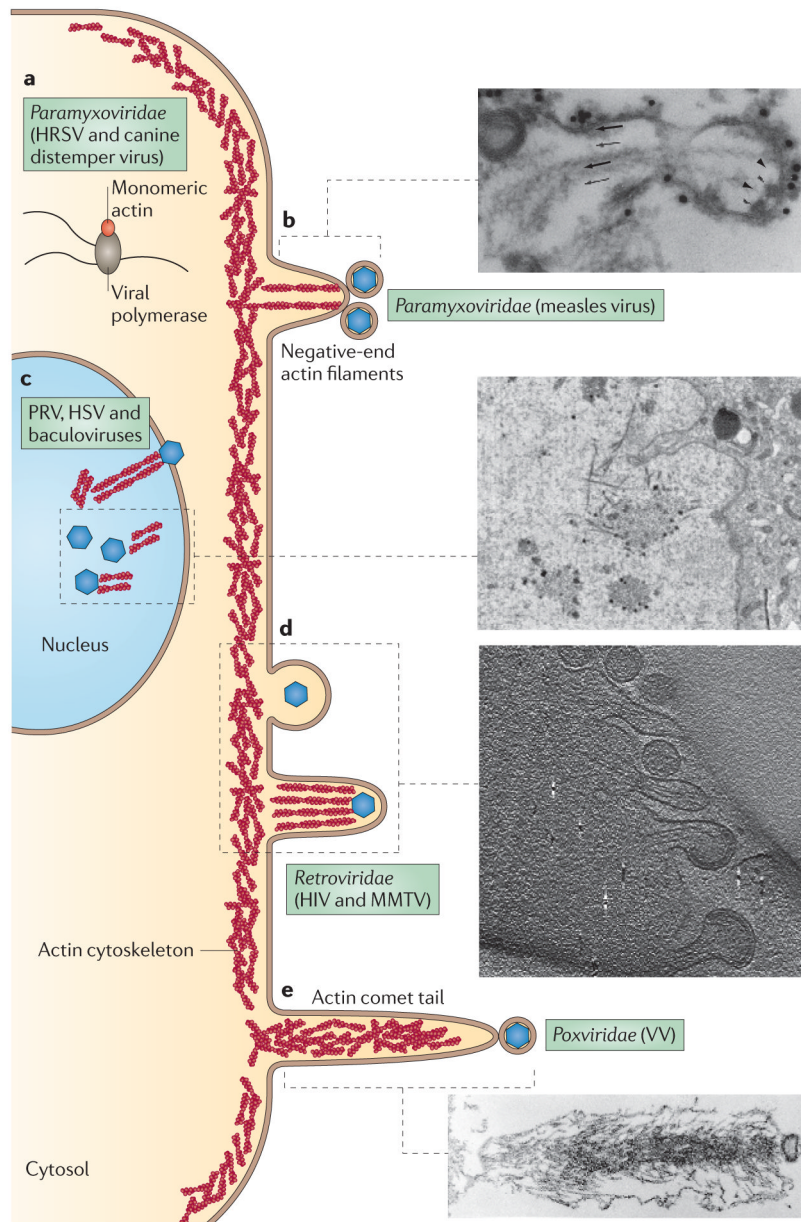 a
Paramyxoviridae
(HRSV and canine
distemper virus)
Monomeric
actin
Viral
polymerase
b
Paramyxoviridae (measles virus)
Negative-end
actin filaments
c
PRV, HSV and
baculoviruses
Nucleus
d
Retroviridae
(HIV and MMTV)
Actin cytoskeleton
e
Actin comet tail
Poxviridae (VV)
Cytosol